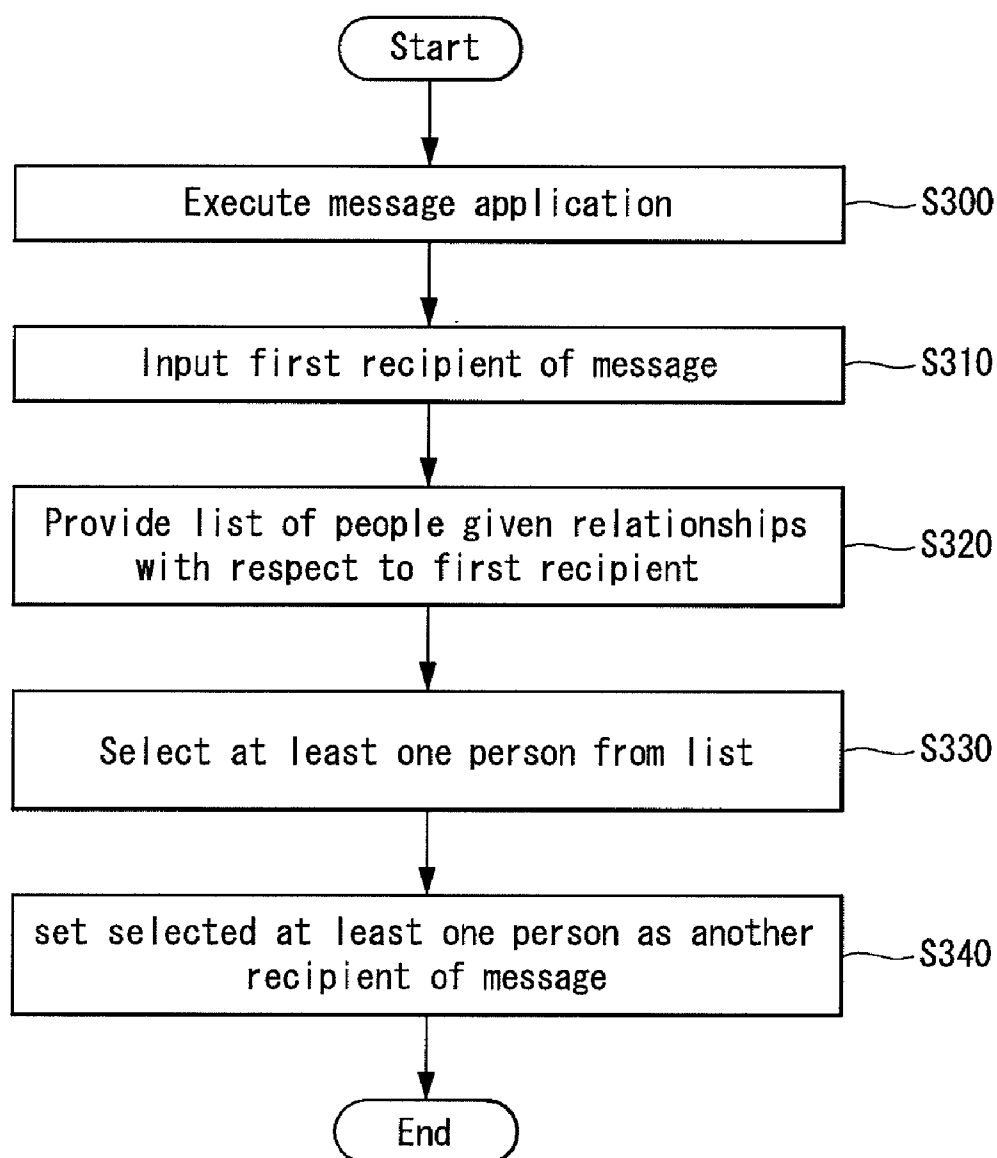 Start
Execute message application
S300
Input first recipient of message
S310
Provide list of people given relationships
with respect to first recipient
S320
Select at least one person from list
S330
set selected at least one person as another
recipient of message
S340
End